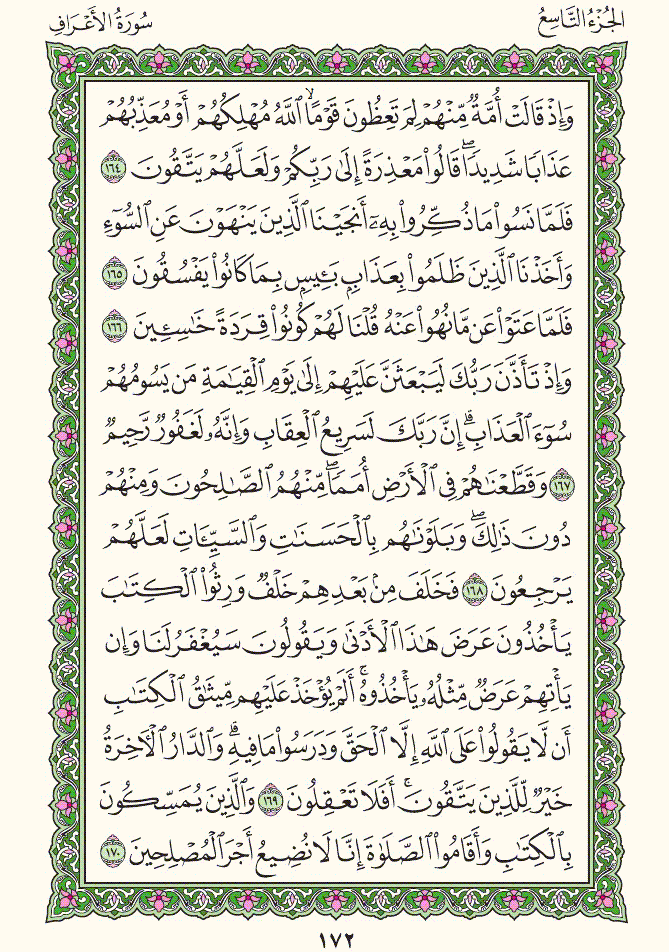 الجُزْءُ التَّاسِعُ
سُورَةُ الأَعْرَافِ
وَإِذْ قَالَتْ أُمَّةٌ مِّنْهُمْ لِمَ تَعِظُونَ قَوْمًا ۙ ٱللَّهُ مُهْلِكُهُمْ أَوْ مُعَذِّبُهُمْ
عَذَابًا شَدِيدًا ۖ قَالُوا۟ مَعْذِرَةً إِلَىٰ رَبِّكُمْ وَلَعَلَّهُمْ يَتَّقُونَ ١٦٤
فَلَمَّا نَسُوا۟ مَا ذُكِّرُوا۟ بِهِۦٓ أَنجَيْنَا ٱلَّذِينَ يَنْهَوْنَ عَنِ ٱلسُّوٓءِ
وَأَخَذْنَا ٱلَّذِينَ ظَلَمُوا۟ بِعَذَابٍۭ بَـِٔيسٍۭ بِمَا كَانُوا۟ يَفْسُقُونَ ١٦٥
فَلَمَّا عَتَوْا۟ عَن مَّا نُهُوا۟ عَنْهُ قُلْنَا لَهُمْ كُونُوا۟ قِرَدَةً خَـٰسِـِٔينَ ١٦٦
وَإِذْ تَأَذَّنَ رَبُّكَ لَيَبْعَثَنَّ عَلَيْهِمْ إِلَىٰ يَوْمِ ٱلْقِيَـٰمَةِ مَن يَسُومُهُمْ
سُوٓءَ ٱلْعَذَابِ ۗ إِنَّ رَبَّكَ لَسَرِيعُ ٱلْعِقَابِ ۖ وَإِنَّهُۥ لَغَفُورٌ رَّحِيمٌ
١٦٧ وَقَطَّعْنَـٰهُمْ فِى ٱلْأَرْضِ أُمَمًا ۖ مِّنْهُمُ ٱلصَّـٰلِحُونَ وَمِنْهُمْ
دُونَ ذَٰلِكَ ۖ وَبَلَوْنَـٰهُم بِٱلْحَسَنَـٰتِ وَٱلسَّيِّـَٔاتِ لَعَلَّهُمْ
يَرْجِعُونَ ١٦٨ فَخَلَفَ مِنۢ بَعْدِهِمْ خَلْفٌ وَرِثُوا۟ ٱلْكِتَـٰبَ
يَأْخُذُونَ عَرَضَ هَـٰذَا ٱلْأَدْنَىٰ وَيَقُولُونَ سَيُغْفَرُ لَنَا وَإِن
يَأْتِهِمْ عَرَضٌ مِّثْلُهُۥ يَأْخُذُوهُ ۚ أَلَمْ يُؤْخَذْ عَلَيْهِم مِّيثَـٰقُ ٱلْكِتَـٰبِ
أَن لَّا يَقُولُوا۟ عَلَى ٱللَّهِ إِلَّا ٱلْحَقَّ وَدَرَسُوا۟ مَا فِيهِ ۗ وَٱلدَّارُ ٱلْـَٔاخِرَةُ
خَيْرٌ لِّلَّذِينَ يَتَّقُونَ ۗ أَفَلَا تَعْقِلُونَ ١٦٩ وَٱلَّذِينَ يُمَسِّكُونَ
بِٱلْكِتَـٰبِ وَأَقَامُوا۟ ٱلصَّلَوٰةَ إِنَّا لَا نُضِيعُ أَجْرَ ٱلْمُصْلِحِينَ ١٧٠
١٧٢